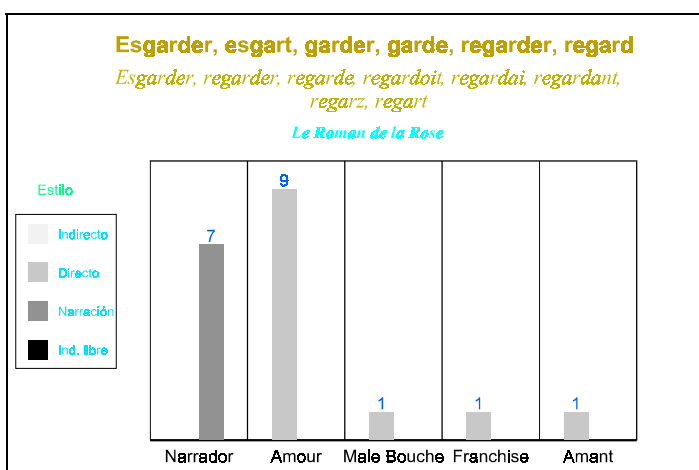 Esgarder, esgart, garder, garde, regarder, regard
Esgarder, regarder, regarde, regardoit, regardai, regardant,
regarz, regart
Le Roman de la Rose
Estilo
Indirecto
Directo
Narración
Ind. libre
7
9
1
1
1
Narrador
Amour
Male Bouche
Franchise
Amant